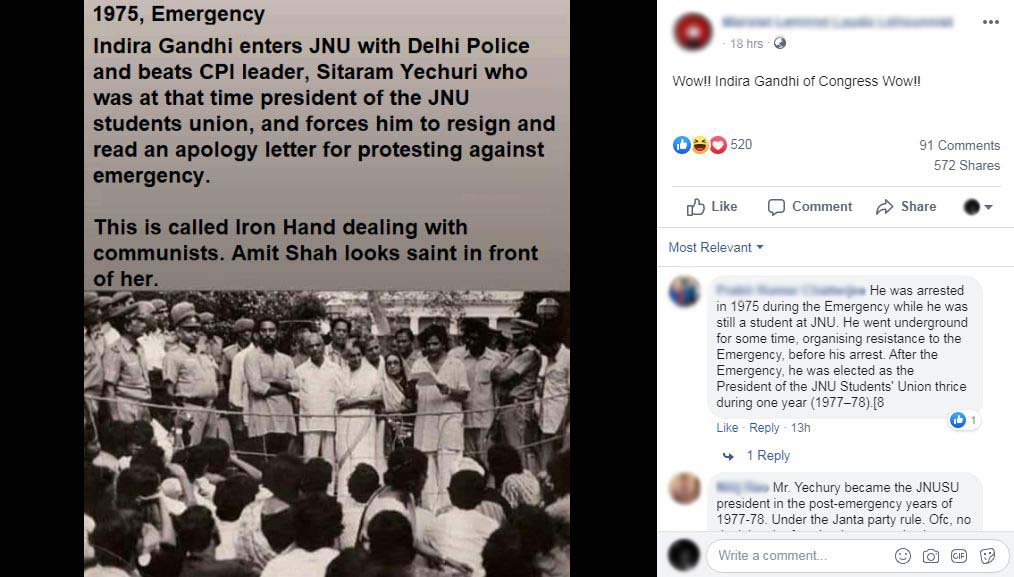 1975, Emergency
Indira Gandhi enters JNU with Delhi Police
and beats CPI leader, Sitaram Yechuri who
was at that time president of the JNU
students union, and forces him to resign and
read an apology letter for protesting against
emergency.
This is called Iron Hand dealing with
communists. Amit Shah looks saint in front
of her.
18 hrs
Wow!! Indira Gandhi of Congress Wow!!
520
91 Comments
572 Shares
Like Comment Share
Most Relevant
He was arrested
in 1975 during the Emergency while he was
still a student at JNU. He went underground
for some time, organising resistance to the
Emergency, before his arrest. After the
Emergency, he was elected as the
President of the JNU Students' Union thrice
during one year (1977–78).[8
1
Like · Reply · 13h
1 Reply
Mr. Yechury became the JNUSU
president in the post-emergency years of
1977-78. Under the Janta party rule. Ofc, no
Write a comment...
GIF